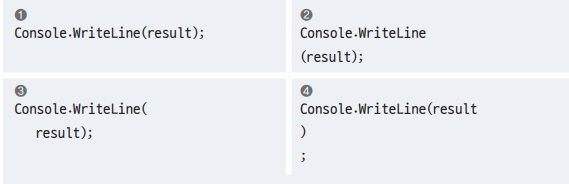 ❶
Console.WriteLine(result);
❷
Console.WriteLine
(result);
❸
Console.WriteLine(
    result);
❹
Console.WriteLine(result
)
;